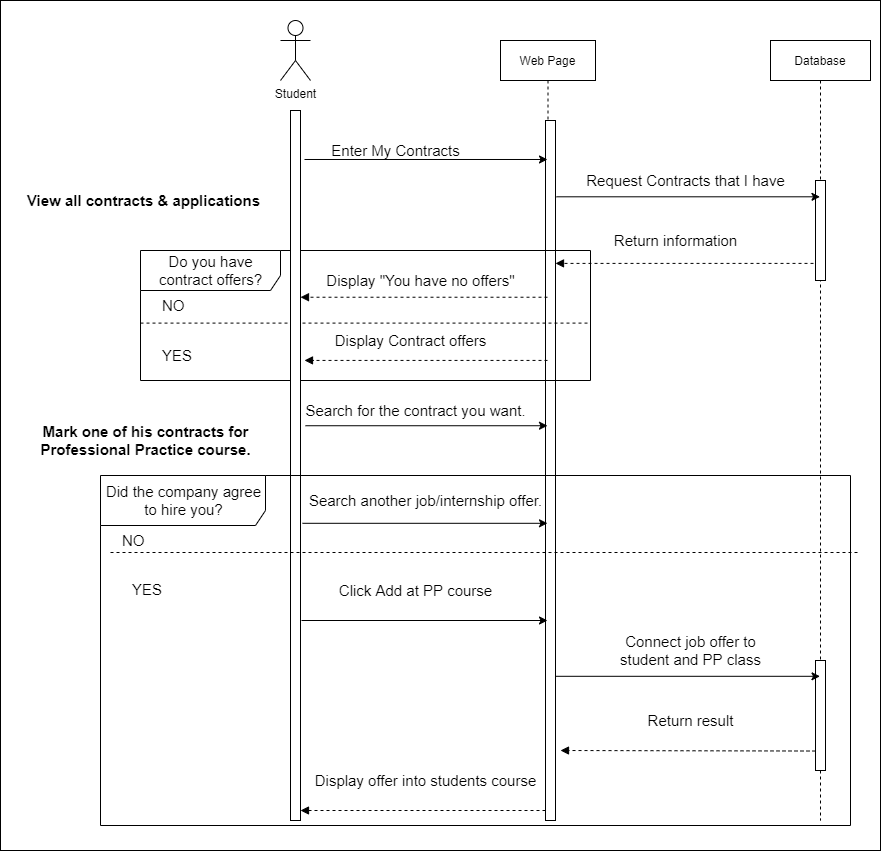 Student
Web Page
Database
Enter My Contracts
Request Contracts that I have
View all contracts & applications
Return information
Do you have
contract offers?
Display "You have no offers"
NO
Display Contract offers
YES
Search for the contract you want.
Mark one of his contracts for
Professional Practice course.
Did the company agree
to hire you?
Search another job/internship offer.
NO
YES
Click Add at PP course
Connect job offer to
student and PP class
Return result
Display offer into students course